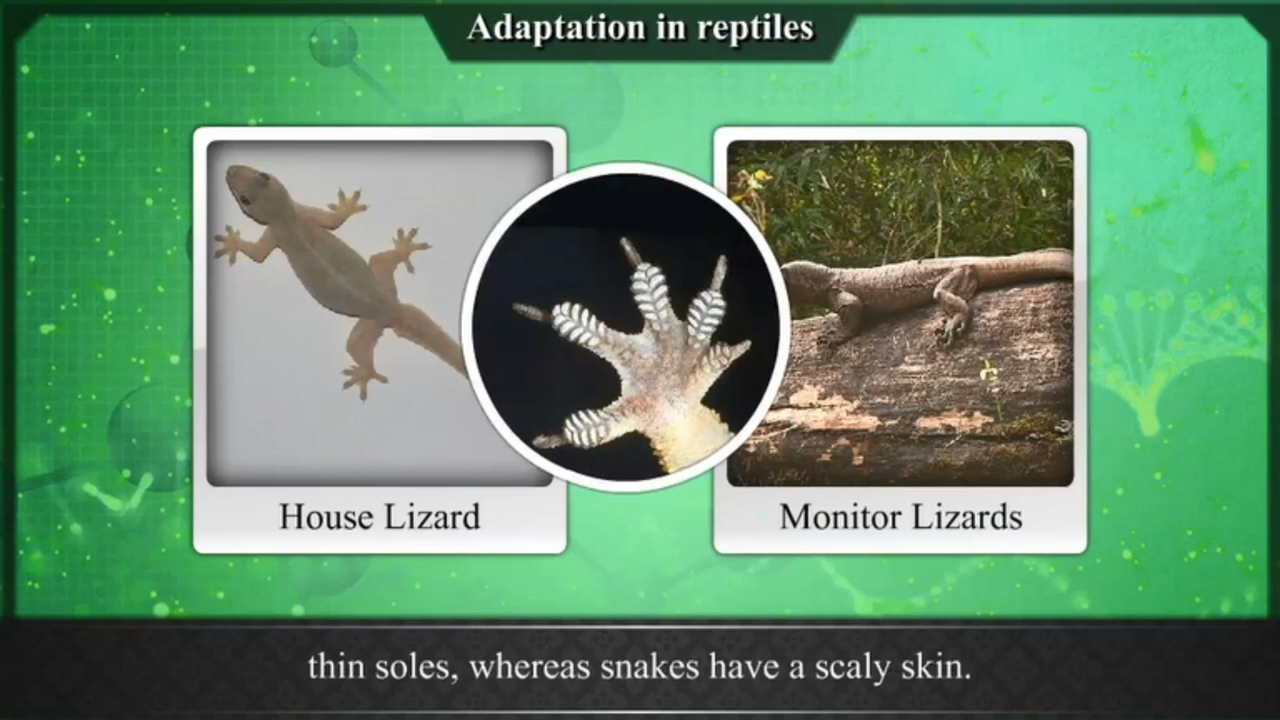 Adaptation in reptiles
House Lizard
Monitor Lizards
thin soles, whereas snakes have a scaly skin.